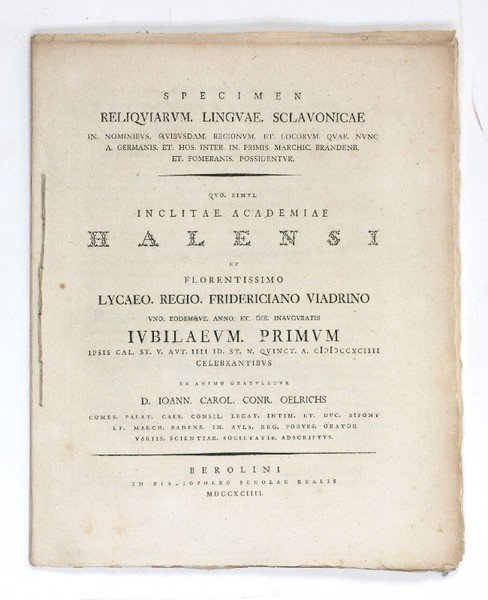 SPECIMEN
RELIQVIARVM. LINGVAE. SCLAVONICAE
IN. NOMINIBVS. QVIBVSDAM. REGIONVM. ET. LOCORVM. QVAE. NVNC
A. GERMANIS. ET. HOS. INTER. IN. PRIMIS. MARCHIC. BRANDENB.
ET. POMERANIS. POSSIDENTVR.
QVO. SIMVL
INCLITAE. ACADEMIAE
HALENSI
ET
FLORENTISSIMO
LYCAEO. REGIO. FRIDERICIANO VIADRINO
VNO. EODEMQVE. ANNO. ET. DIE. INAVGVRATIS
IVBILAEVM. PRIMVM
IPSIS CAL. ST. V. AVT. IIII ID. ST. N. QVINCT. A. CIƆIƆCCXCIIII
CELEBRANTIBVS
EX ANIMO GRATVLATVR
D. IOANN. CAROL. CONR. OELRICHS
COMES. PALAT. CAES. CONSIL. LEGAT. INTIM. ET. DVC. BIPONT
ET. MARCH. BADENS. IN. AVLA. REG. PORVSS. ORATOR
VARIIS. SCIENTIAR. SOCIETATIB. ADSCRIPTVS.
BEROLINI
IN BIBLIOPOLEO SCHOLAE REALIS
MDCCXCIIII.